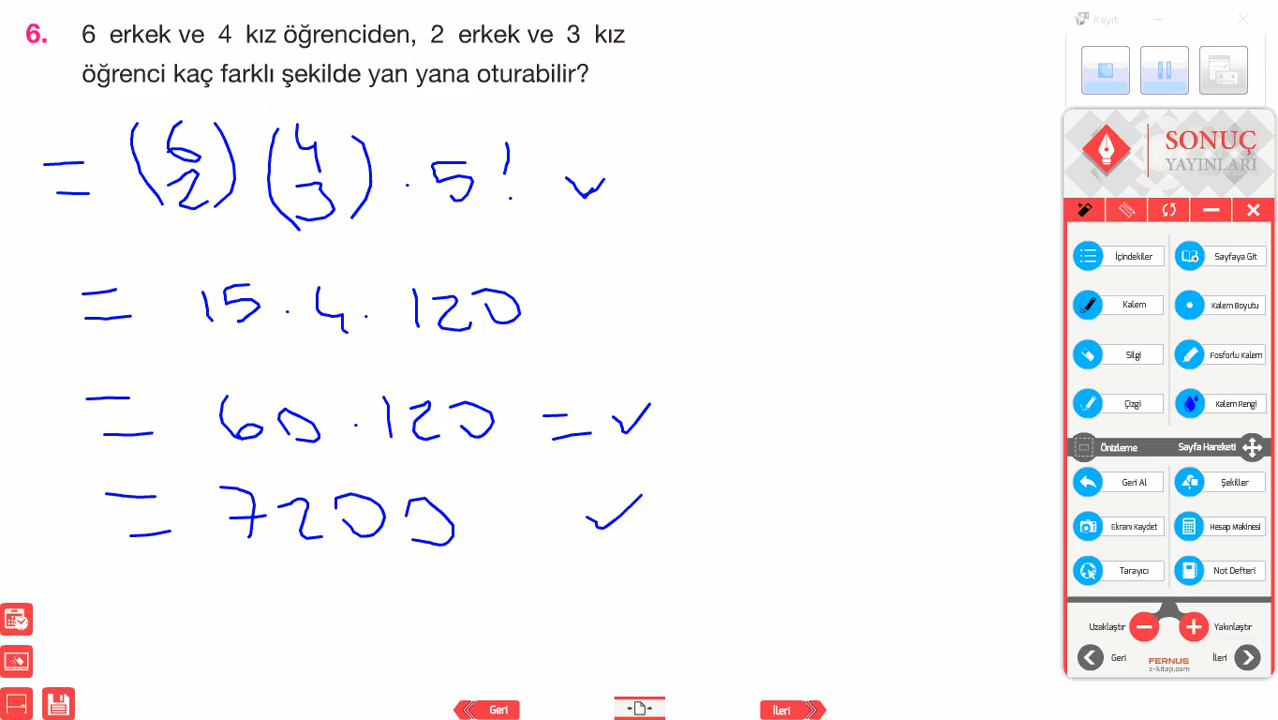 6. 6 erkek ve 4 kız öğrenciden, 2 erkek ve 3 kız
öğrenci kaç farklı şekilde yan yana oturabilir?
= (6 2) (4 3) . 5! ✓
= 15 . 4 . 120
= 60 . 120 = ✓
= 7200 ✓
Kayıt
SONUÇ
YAYINLARI
İçindekiler
Sayfaya Git
Kalem
Kalem Boyutu
Silgi
Fosforlu Kalem
Çizgi
Kalem Rengi
Önizleme
Sayfa Hareketi
Geri Al
Şekiller
Ekranı Kaydet
Hesap Makinesi
Tarayıcı
Not Defteri
Uzaklaştır
Yakınlaştır
Geri
FERNUS
z-kitap.com
İleri
Geri
İleri